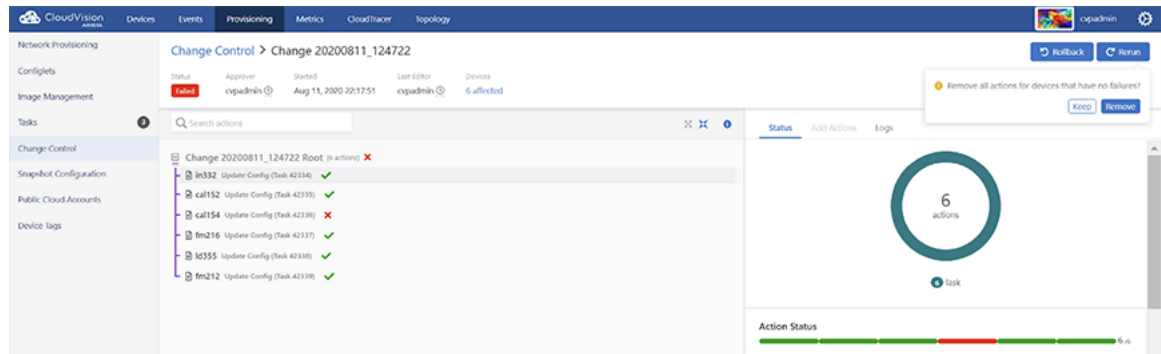 CloudVision
ARISTA
Devices
Events
Provisioning
Metrics
CloudTracer
Topology
cvpadmin
Network Provisioning
Configlets
Image Management
Tasks
3
Change Control
Snapshot Configuration
Public Cloud Accounts
Device Tags
Change Control > Change 20200811_124722
Rollback
Rerun
Status
Approver
Started
Last Editor
Devices
Failed
cvpadmin
Aug 11, 2020 22:17:51
cvpadmin
6 affected
Remove all actions for devices that have no failures?
Keep
Remove
Search actions
Change 20200811_124722 Root (6 actions)
in332 Update Config (Task 42334)
cal152 Update Config (Task 42335)
cal154 Update Config (Task 42336)
fm216 Update Config (Task 42337)
ld355 Update Config (Task 42338)
fm212 Update Config (Task 42339)
Status
Add Actions
Logs
6
actions
6 Task
Action Status
6/6